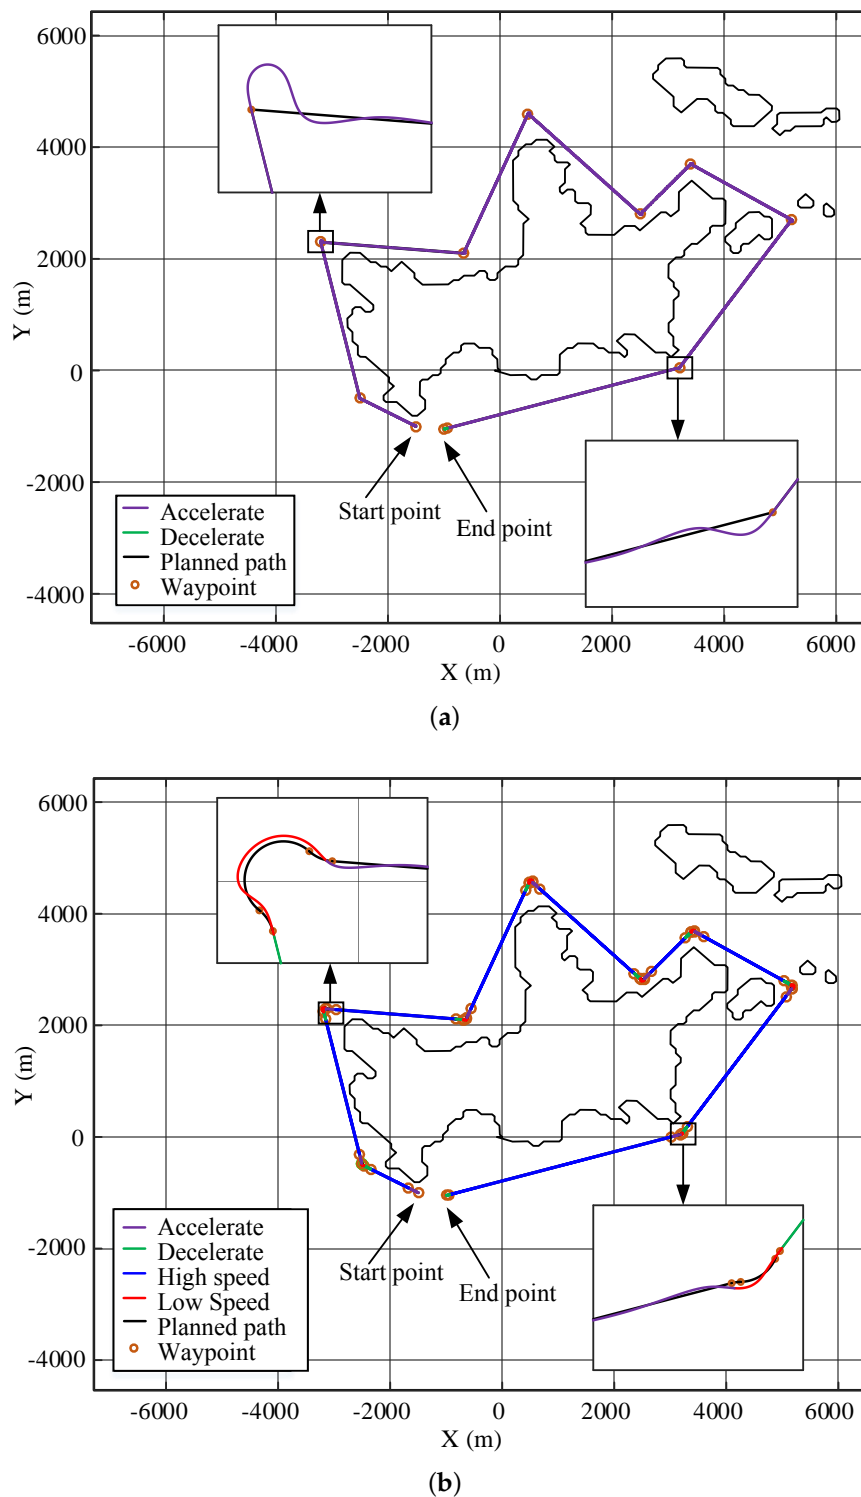 6000
4000
2000
0
-2000
-4000
Y (m)
Start point
End point
Accelerate
Decelerate
Planned path
Waypoint
-6000 -4000 -2000 0 2000 4000 6000
X (m)
(a)
6000
4000
2000
0
-2000
-4000
Y (m)
Start point
End point
Accelerate
Decelerate
High speed
Low Speed
Planned path
Waypoint
-6000 -4000 -2000 0 2000 4000 6000
X (m)
(b)